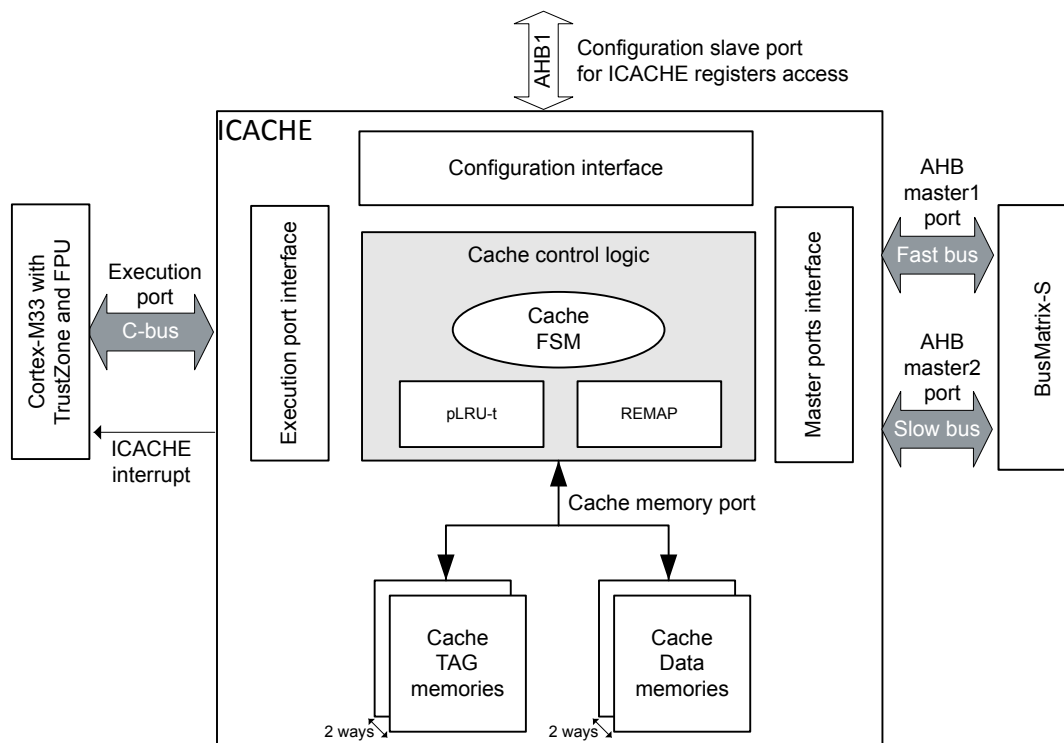 AHB1
Configuration slave port
for ICACHE registers access
ICACHE
Configuration interface
Cortex-M33 with
TrustZone and FPU
Execution
port
C-bus
ICACHE
interrupt
Execution port interface
Cache control logic
Cache
FSM
pLRU-t
REMAP
Master ports interface
AHB
master1
port
Fast bus
AHB
master2
port
Slow bus
BusMatrix-S
Cache memory port
Cache
TAG
memories
2 ways
Cache
Data
memories
2 ways